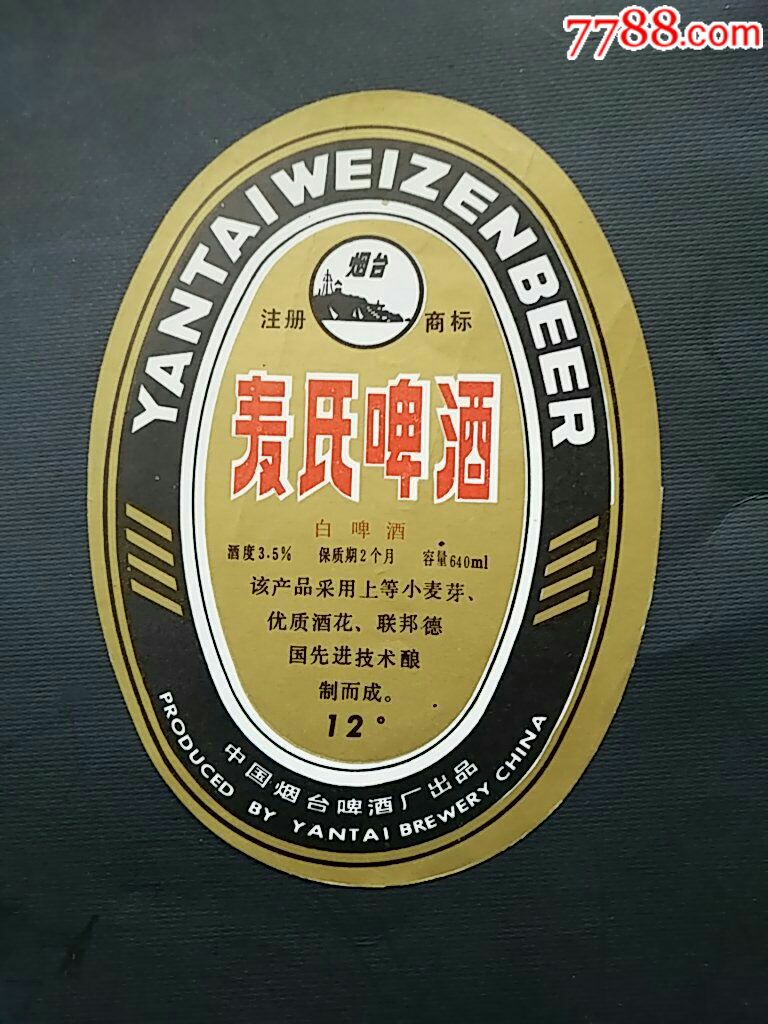 7788.com
YANTAIWEIZENBEER
烟台
注册 商标
麦氏啤酒
白啤酒
酒度3.5% 保质期2个月 容量640ml
该产品采用上等小麦芽、
优质酒花、联邦德
国先进技术酿
制而成。
12°
中国烟台啤酒厂出品
PRODUCED BY YANTAI BREWERY CHINA